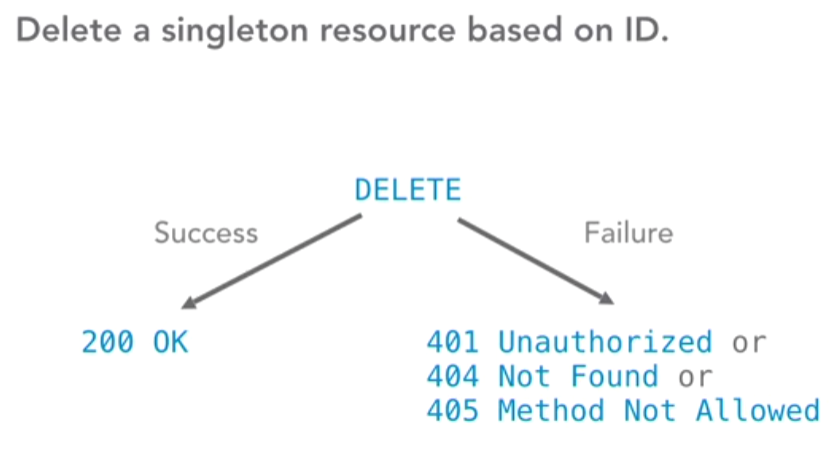 Delete a singleton resource based on ID.
DELETE
Success
Failure
200 OK
401 Unauthorized or
404 Not Found or
405 Method Not Allowed